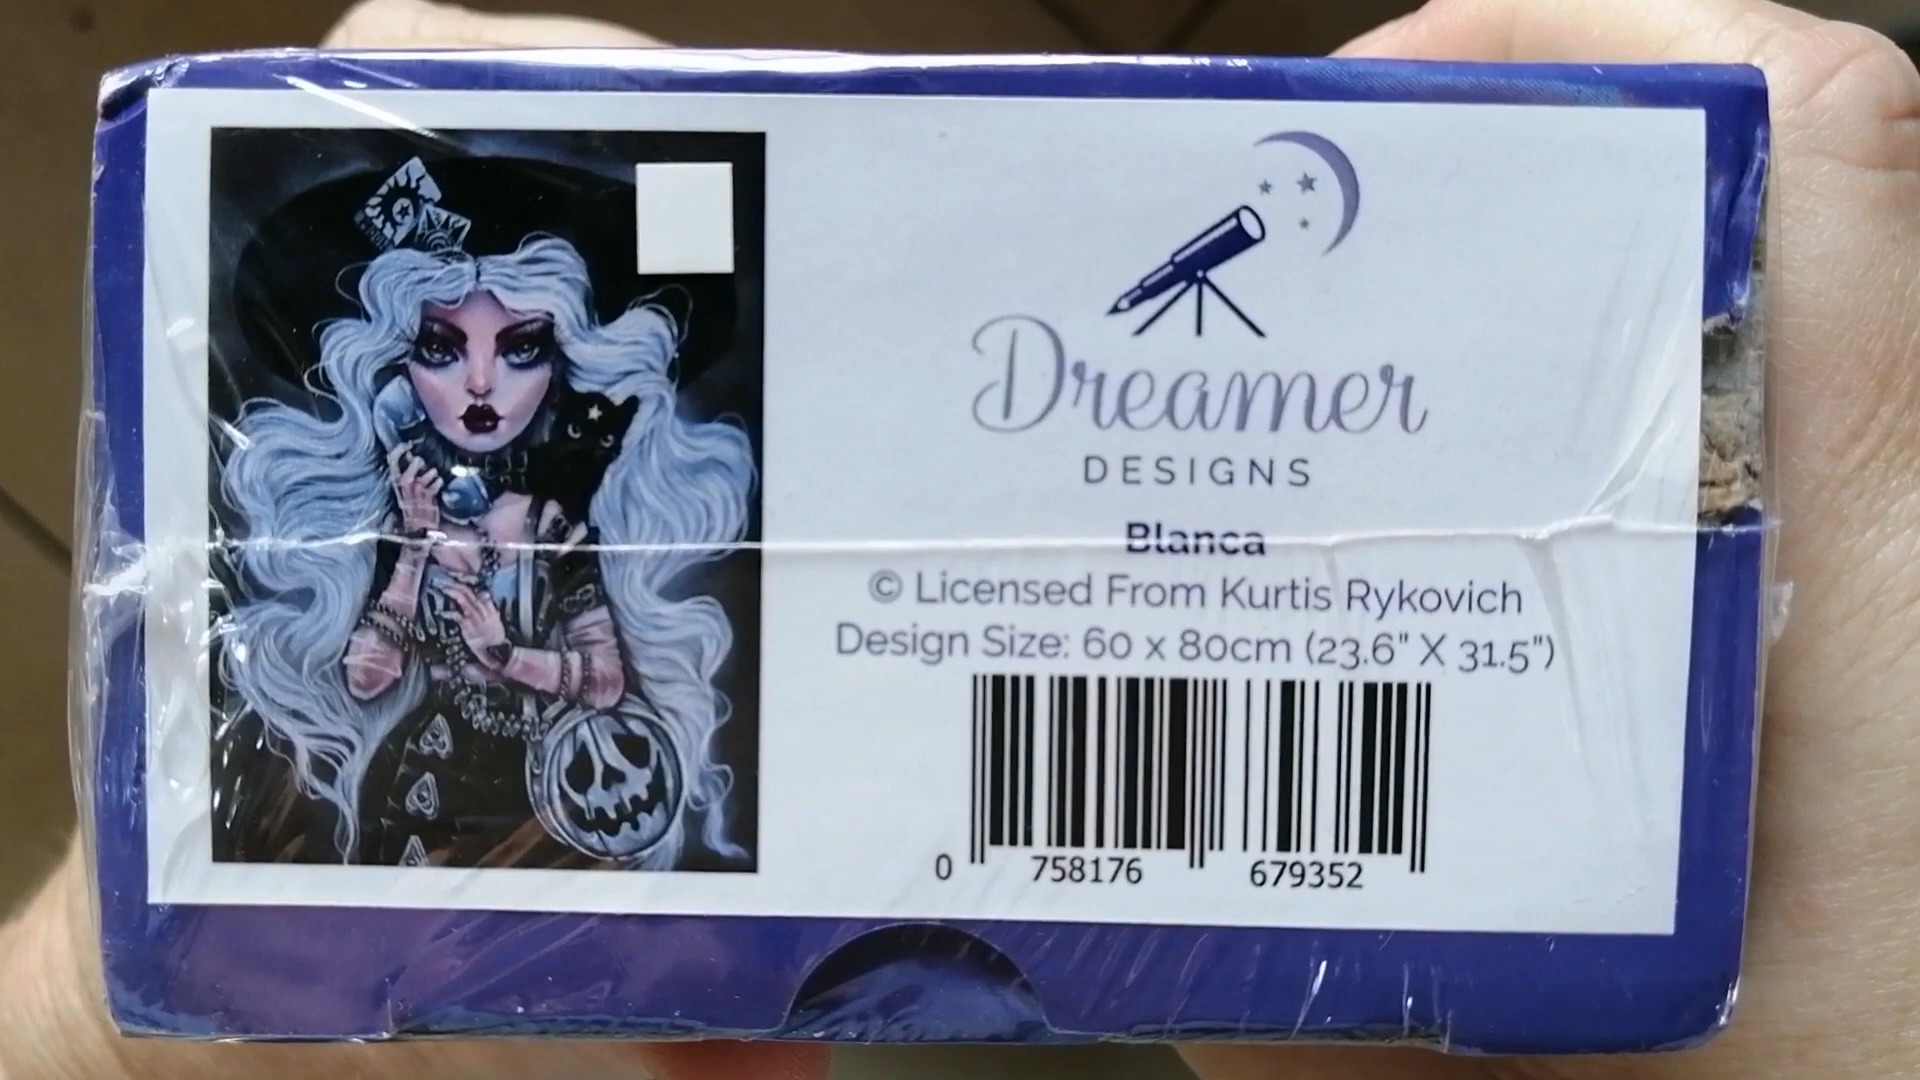 Dreamer
DESIGNS
Blanca
© Licensed From Kurtis Rykovich
Design Size: 60 x 80cm (23.6" X 31.5")
0 758176 679352